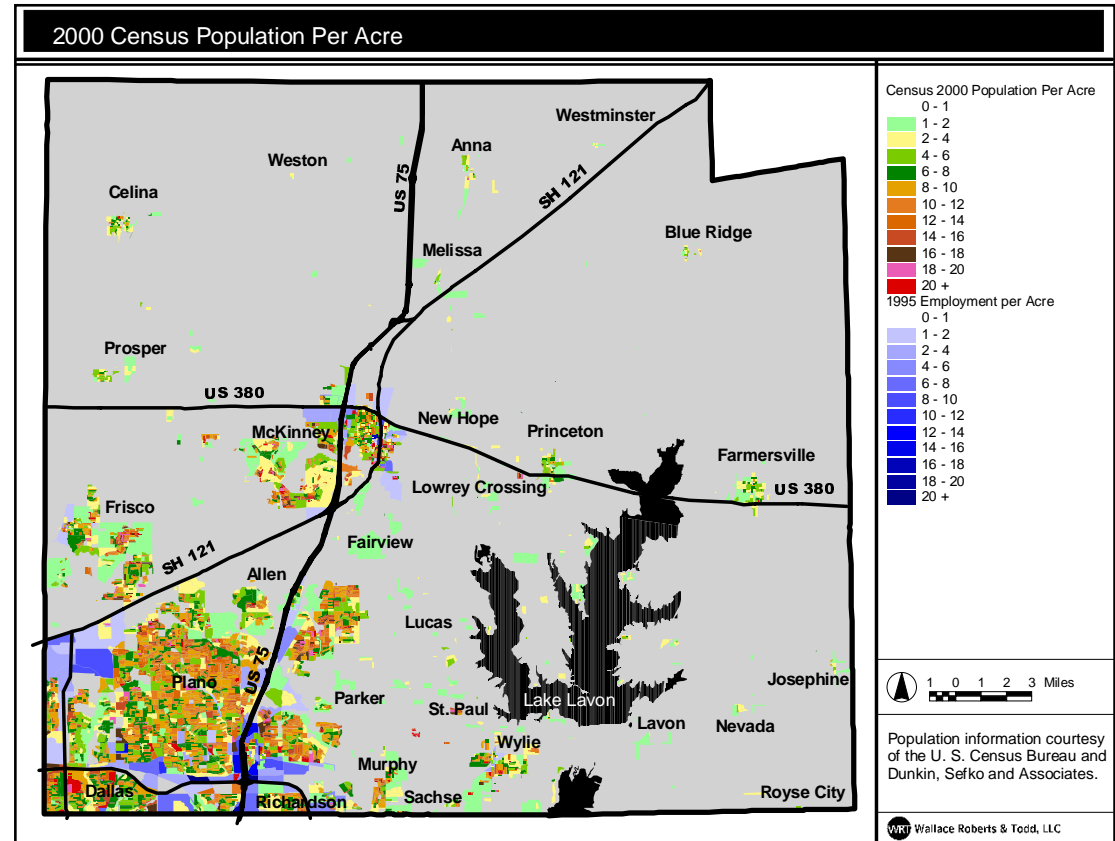 2000 Census Population Per Acre
Westminster
Anna
Weston
US 75
SH 121
Celina
Blue Ridge
Melissa
Prosper
US 380
New Hope
McKinney
Princeton
Farmersville
Lowrey Crossing
US 380
Frisco
Fairview
SH 121
Allen
Lucas
US 75
Plano
Josephine
Parker
St. Paul
Lake Lavon
Lavon
Nevada
Wylie
Murphy
Dallas
Sachse
Royse City
Richardson
Census 2000 Population Per Acre
0 - 1
1 - 2
2 - 4
4 - 6
6 - 8
8 - 10
10 - 12
12 - 14
14 - 16
16 - 18
18 - 20
20 +
1995 Employment per Acre
0 - 1
1 - 2
2 - 4
4 - 6
6 - 8
8 - 10
10 - 12
12 - 14
14 - 16
16 - 18
18 - 20
20 +
1 0 1 2 3 Miles
Population information courtesy
of the U. S. Census Bureau and
Dunkin, Sefko and Associates.
WRT Wallace Roberts & Todd, LLC